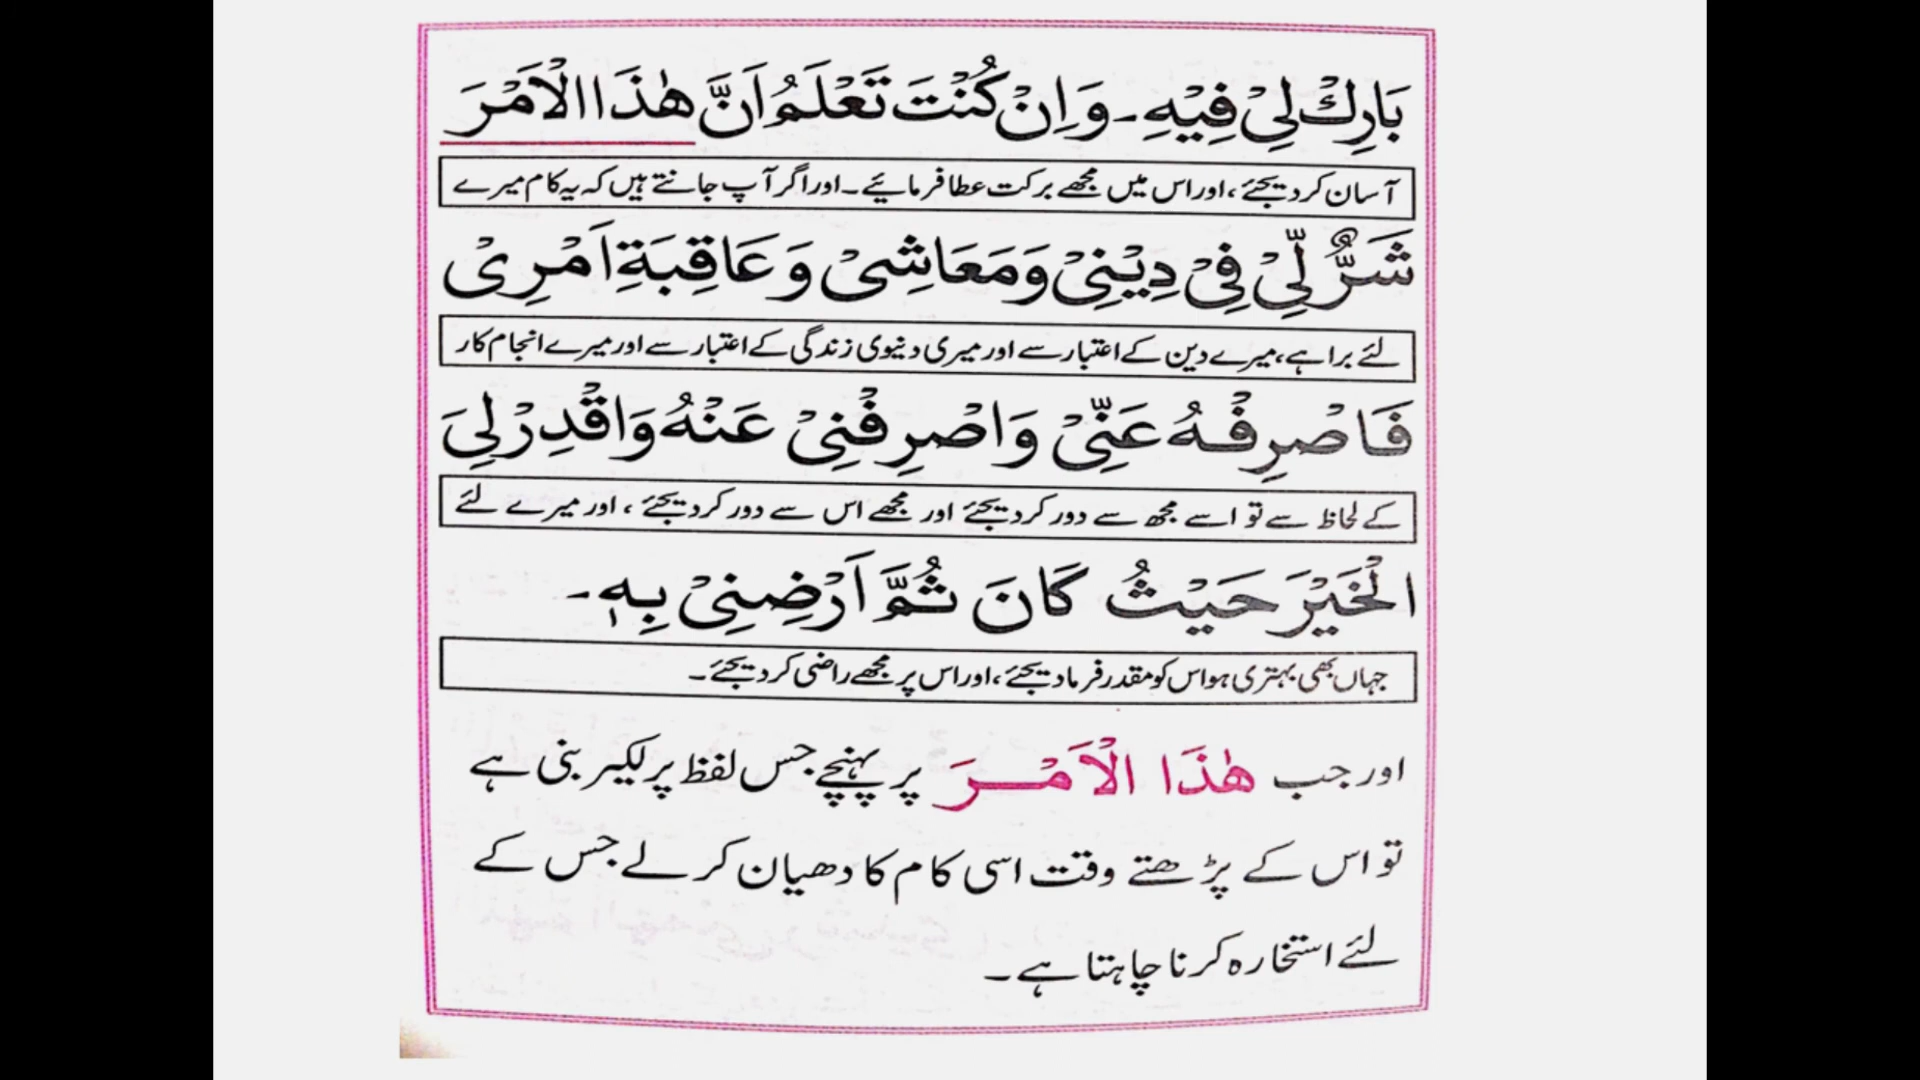 بَارِكْ لِیْ فِیْهِ۔ وَ اِنْ كُنْتَ تَعْلَمُ اَنَّ هٰذَا الْاَمْرَ
آسان کر دیجئے، اور اس میں مجھے برکت عطا فرمائیے۔ اور اگر آپ جانتے ہیں کہ یہ کام میرے
شَرٌّ لِّیْ فِیْ دِیْنِیْ وَمَعَاشِیْ وَ عَاقِبَةِ اَمْرِیْ
لئے برا ہے، میرے دین کے اعتبار سے اور میری دنیوی زندگی کے اعتبار سے اور میرے انجام کار
فَاصْرِفْهُ عَنِّیْ وَاصْرِفْنِیْ عَنْهُ وَاقْدِرْ لِیَ
کے لحاظ سے تو اسے مجھ سے دور کر دیجئے اور مجھے اس سے دور کر دیجئے ، اور میرے لئے
الْخَیْرَ حَیْثُ كَانَ ثُمَّ اَرْضِنِیْ بِهٖ۔
جہاں بھی بہتری ہو اس کو مقدر فرما دیجئے، اور اس پر مجھے راضی کر دیجئے۔
اور جب هٰذَا الْاَمْرَ پر پہنچے جس لفظ پر لکیر بنی ہے
تو اس کے پڑھتے وقت اسی کام کا دھیان کر لے جس کے
لئے استخارہ کرنا چاہتا ہے۔